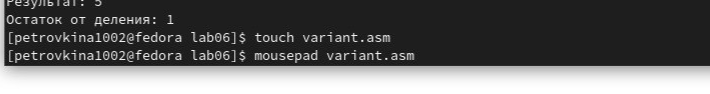 Результат: 5
Остаток от деления: 1
[petrovkina1002@fedora lab06]$ touch variant.asm
[petrovkina1002@fedora lab06]$ mousepad variant.asm